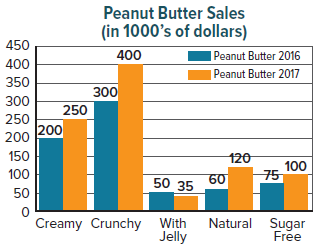 Peanut Butter Sales
(in 1000's of dollars)
450
400
350
300
250
200
150
100
50
0
Peanut Butter 2016
Peanut Butter 2017
200
250
300
400
50
35
60
120
75
100
Creamy
Crunchy
With
Jelly
Natural
Sugar
Free